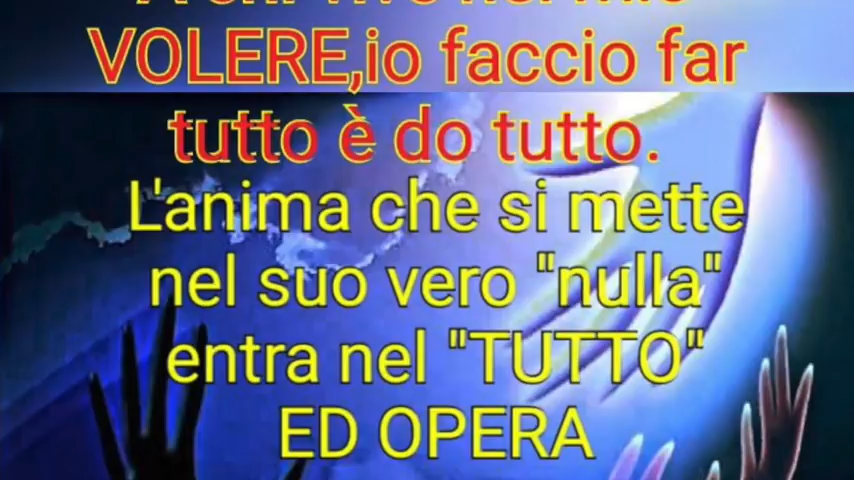 VOLERE,io faccio far
tutto è do tutto.
L'anima che si mette
nel suo vero "nulla"
entra nel "TUTTO"
ED OPERA